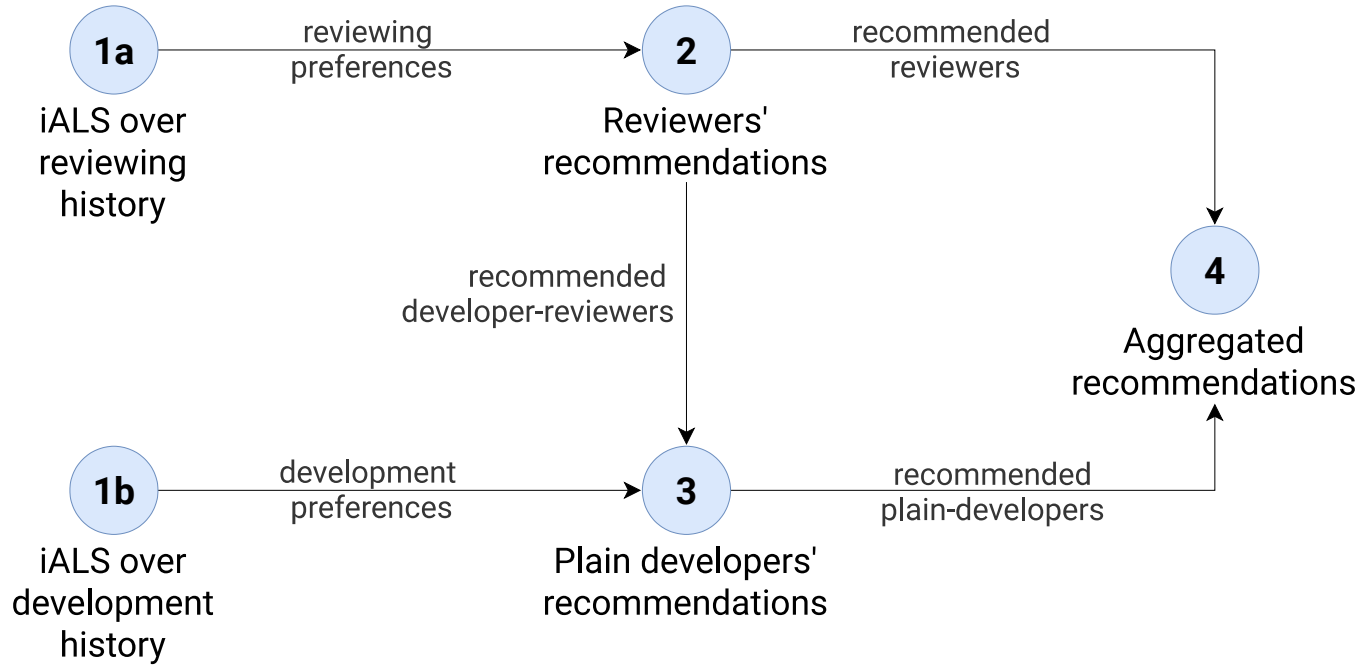 1a
reviewing
preferences
2
recommended
reviewers
iALS over
reviewing
history
Reviewers'
recommendations
recommended
developer-reviewers
4
Aggregated
recommendations
1b
development
preferences
3
recommended
plain-developers
iALS over
development
history
Plain developers'
recommendations